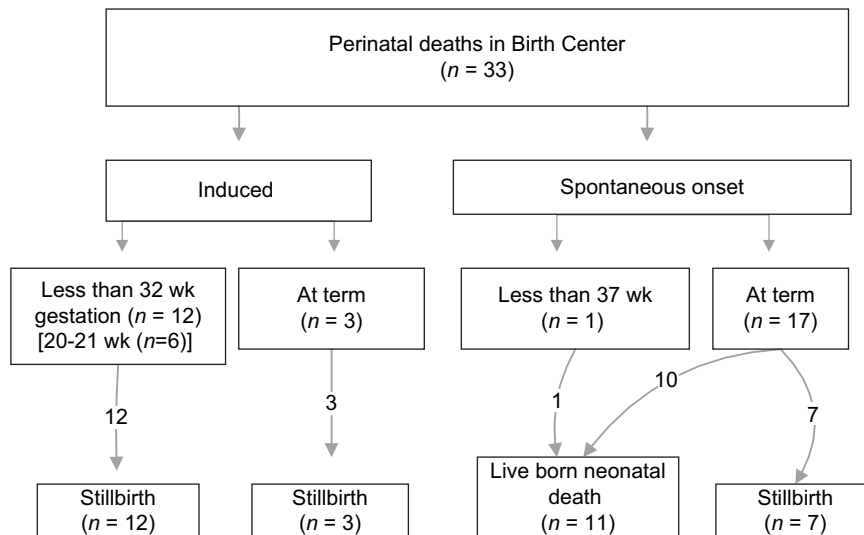 Perinatal deaths in Birth Center
(n = 33)
Induced
Spontaneous onset
Less than 32 wk
gestation (n = 12)
[20-21 wk (n=6)]
At term
(n = 3)
Less than 37 wk
(n = 1)
At term
(n = 17)
12
3
1
10
7
Stillbirth
(n = 12)
Stillbirth
(n = 3)
Live born neonatal
death
(n = 11)
Stillbirth
(n = 7)